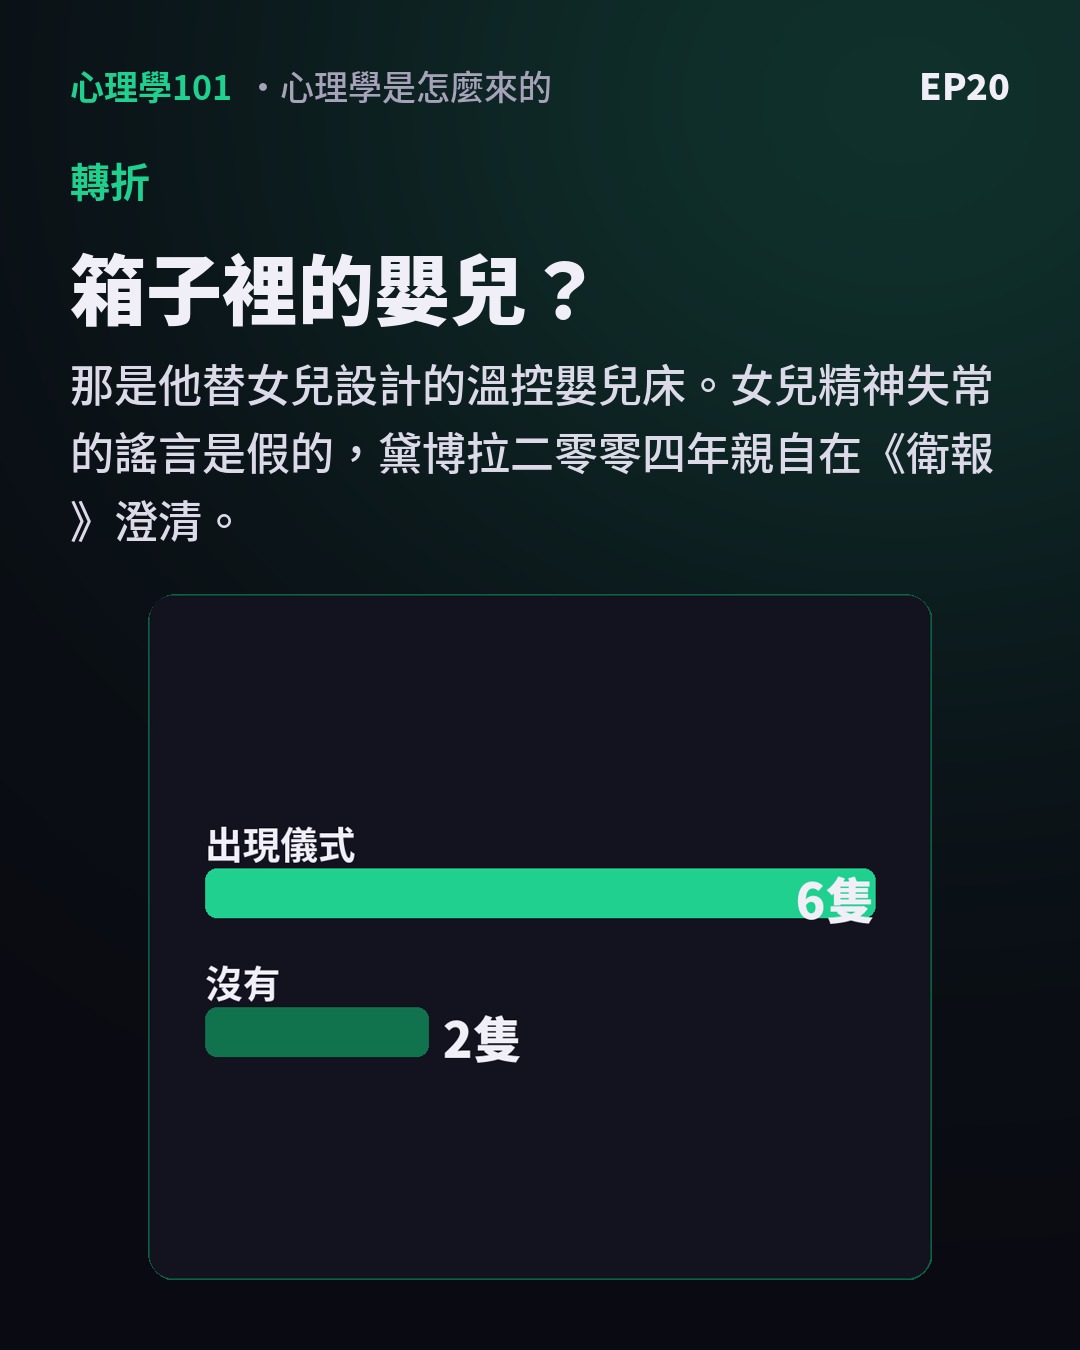 心理學101 ・心理學是怎麼來的 EP20
轉折
箱子裡的嬰兒？
那是他替女兒設計的溫控嬰兒床。女兒精神失常
的謠言是假的，黛博拉二零零四年親自在《衛報
》澄清。
出現儀式
6隻
沒有
2隻